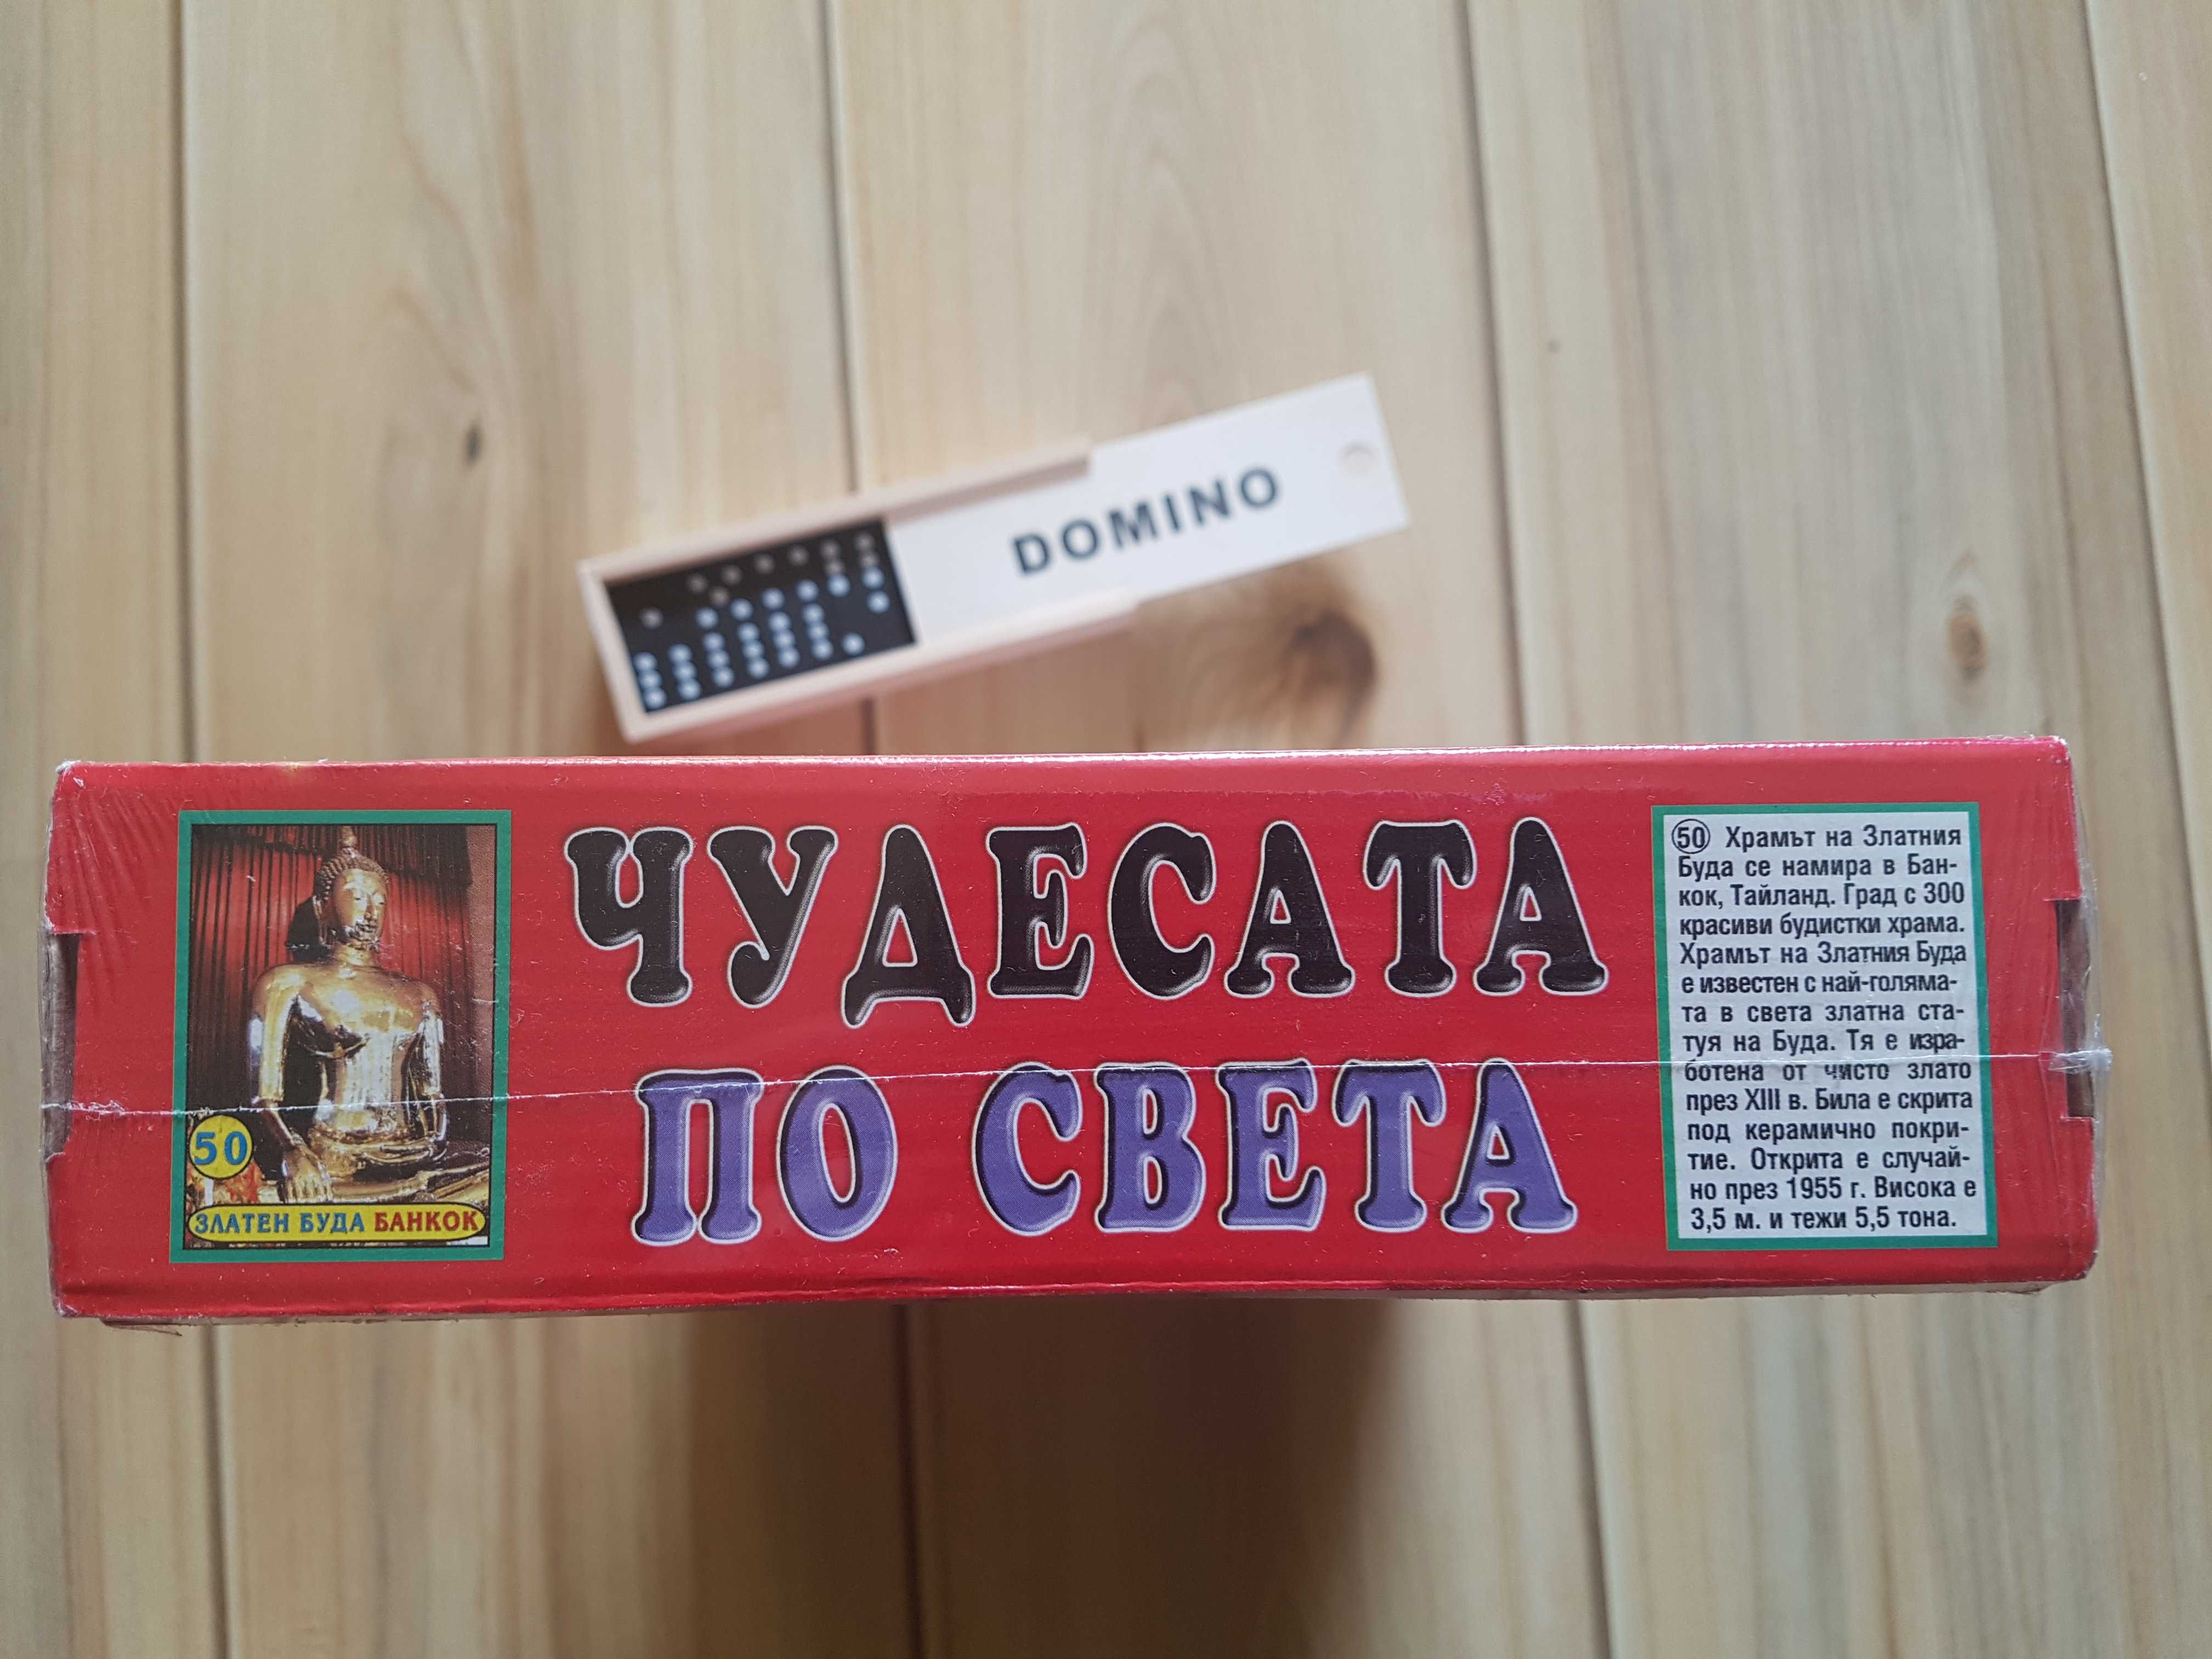 DOMINO
ЧУДЕСАТА
ПО СВЕТА
50
ЗЛАТЕН БУДА БАНКОК
50 Храмът на Златния
Буда се намира в Бан-
кок, Тайланд. Град с 300
красиви будистки храма.
Храмът на Златния Буда
е известен с най-голяма-
та в света златна ста-
туя на Буда. Тя е изра-
ботена от чисто злато
през XIII в. Била е скрита
под керамично покри-
тие. Открита е случай-
но през 1955 г. Висока е
3,5 м. и тежи 5,5 тона.